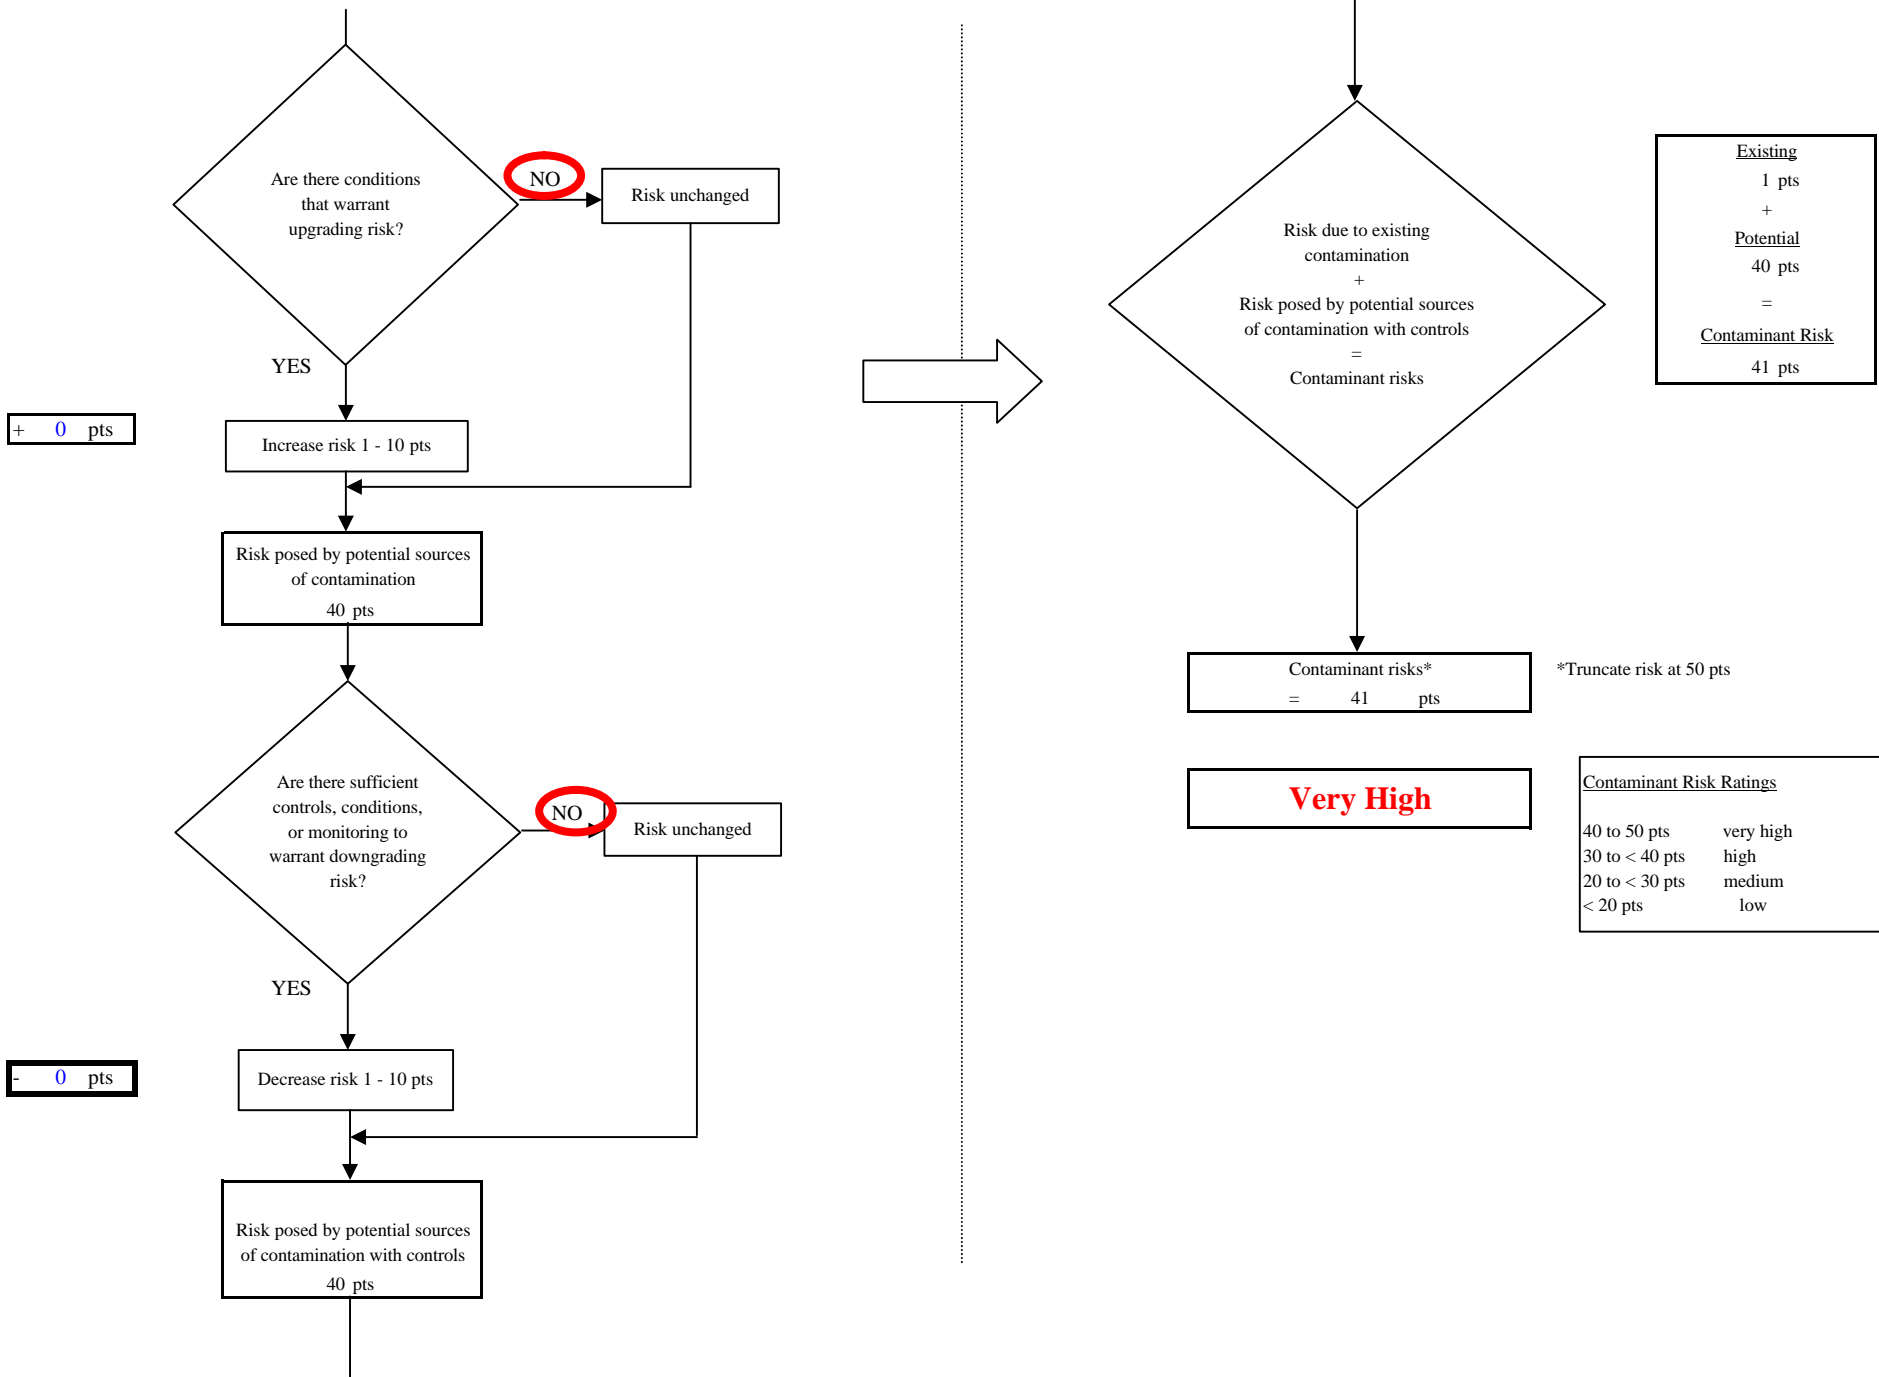 Are there conditions
that warrant
upgrading risk?
NO
Risk unchanged
YES
+ 0 pts
Increase risk 1 - 10 pts
Risk posed by potential sources
of contamination
40 pts
Are there sufficient
controls, conditions,
or monitoring to
warrant downgrading
risk?
NO
Risk unchanged
YES
- 0 pts
Decrease risk 1 - 10 pts
Risk posed by potential sources
of contamination with controls
40 pts
Risk due to existing
contamination
+
Risk posed by potential sources
of contamination with controls
=
Contaminant risks
Existing
1 pts
+
Potential
40 pts
=
Contaminant Risk
41 pts
Contaminant risks*
= 41 pts
*Truncate risk at 50 pts
Very High
Contaminant Risk Ratings
40 to 50 pts very high
30 to < 40 pts high
20 to < 30 pts medium
< 20 pts low